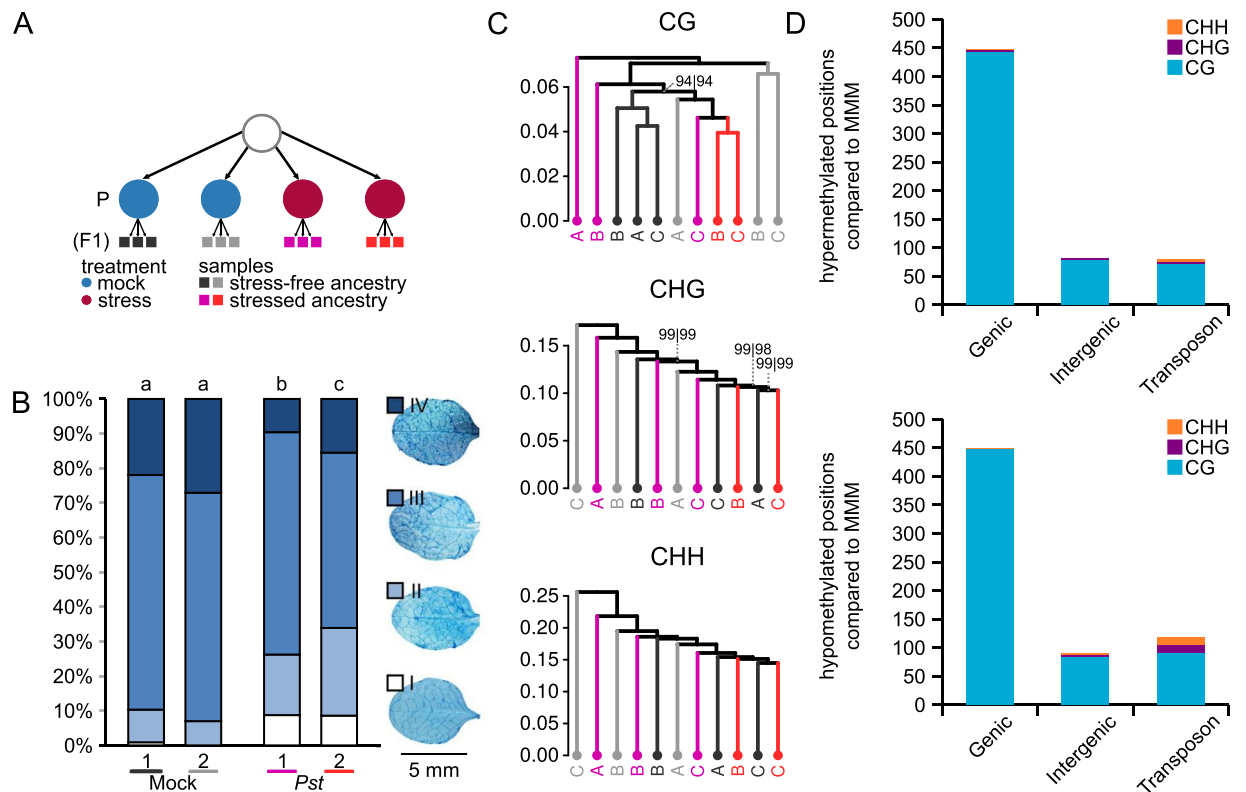 A
P
(F1)
treatment
mock
stress
samples
stress-free ancestry
stressed ancestry
B
100%
90%
80%
70%
60%
50%
40%
30%
20%
10%
0%
a a b c
1 2 1 2
Mock Pst
IV
III
II
I
5 mm
C
CG
0.06
0.04
0.02
0.00
94|94
A B B A C A C B C B C
CHG
0.15
0.10
0.05
0.00
99|99
99|98
99|99
C A B B B A C C B A C
CHH
0.25
0.20
0.15
0.10
0.05
0.00
C A B B B A C A B C C
D
hypermethylated positions
compared to MMM
500
450
400
350
300
250
200
150
100
50
0
CHH
CHG
CG
Genic
Intergenic
Transposon
hypomethylated positions
compared to MMM
500
450
400
350
300
250
200
150
100
50
0
CHH
CHG
CG
Genic
Intergenic
Transposon